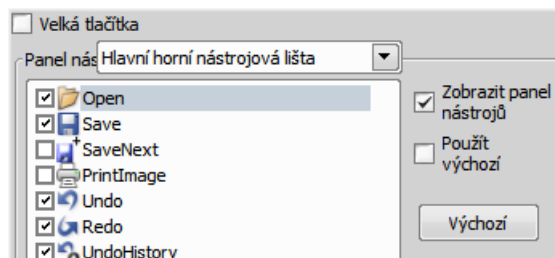 Velká tlačítka
Panel nás Hlavní horní nástrojová lišta
Open
Zobrazit panel
nástrojů
Save
SaveNext
Použít
výchozí
PrintImage
Undo
Redo
Výchozí
UndoHistory